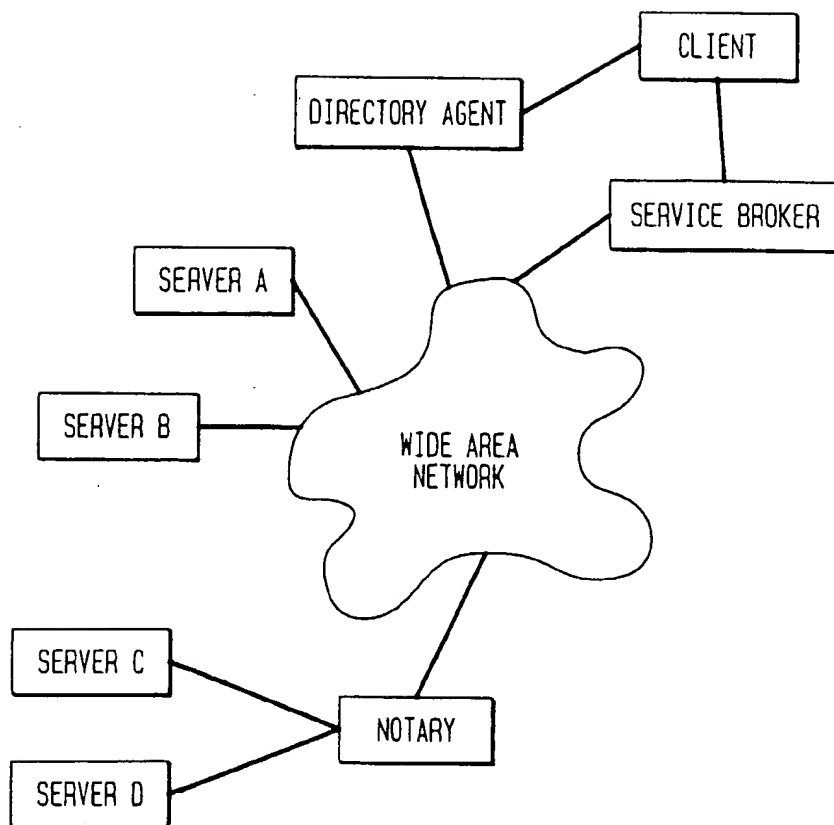 CLIENT
DIRECTORY AGENT
SERVICE BROKER
SERVER A
SERVER B
WIDE AREA
NETWORK
SERVER C
NOTARY
SERVER D